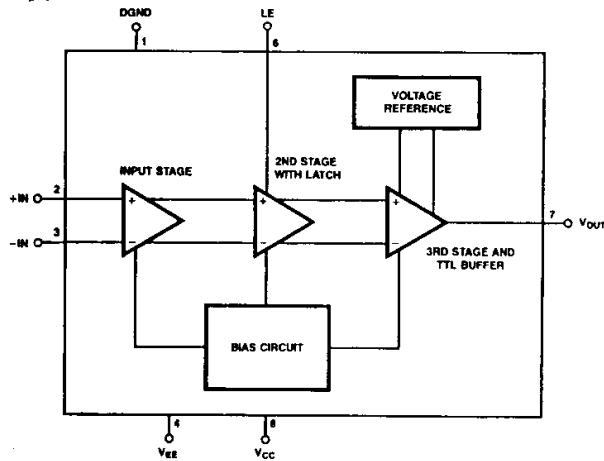 DGND
LE
1
6
VOLTAGE
REFERENCE
INPUT STAGE
2ND STAGE
WITH LATCH
+IN
2
+
+
+
7
VOUT
−IN
3
−
−
−
3RD STAGE AND
TTL BUFFER
BIAS CIRCUIT
4
8
VEE
VCC